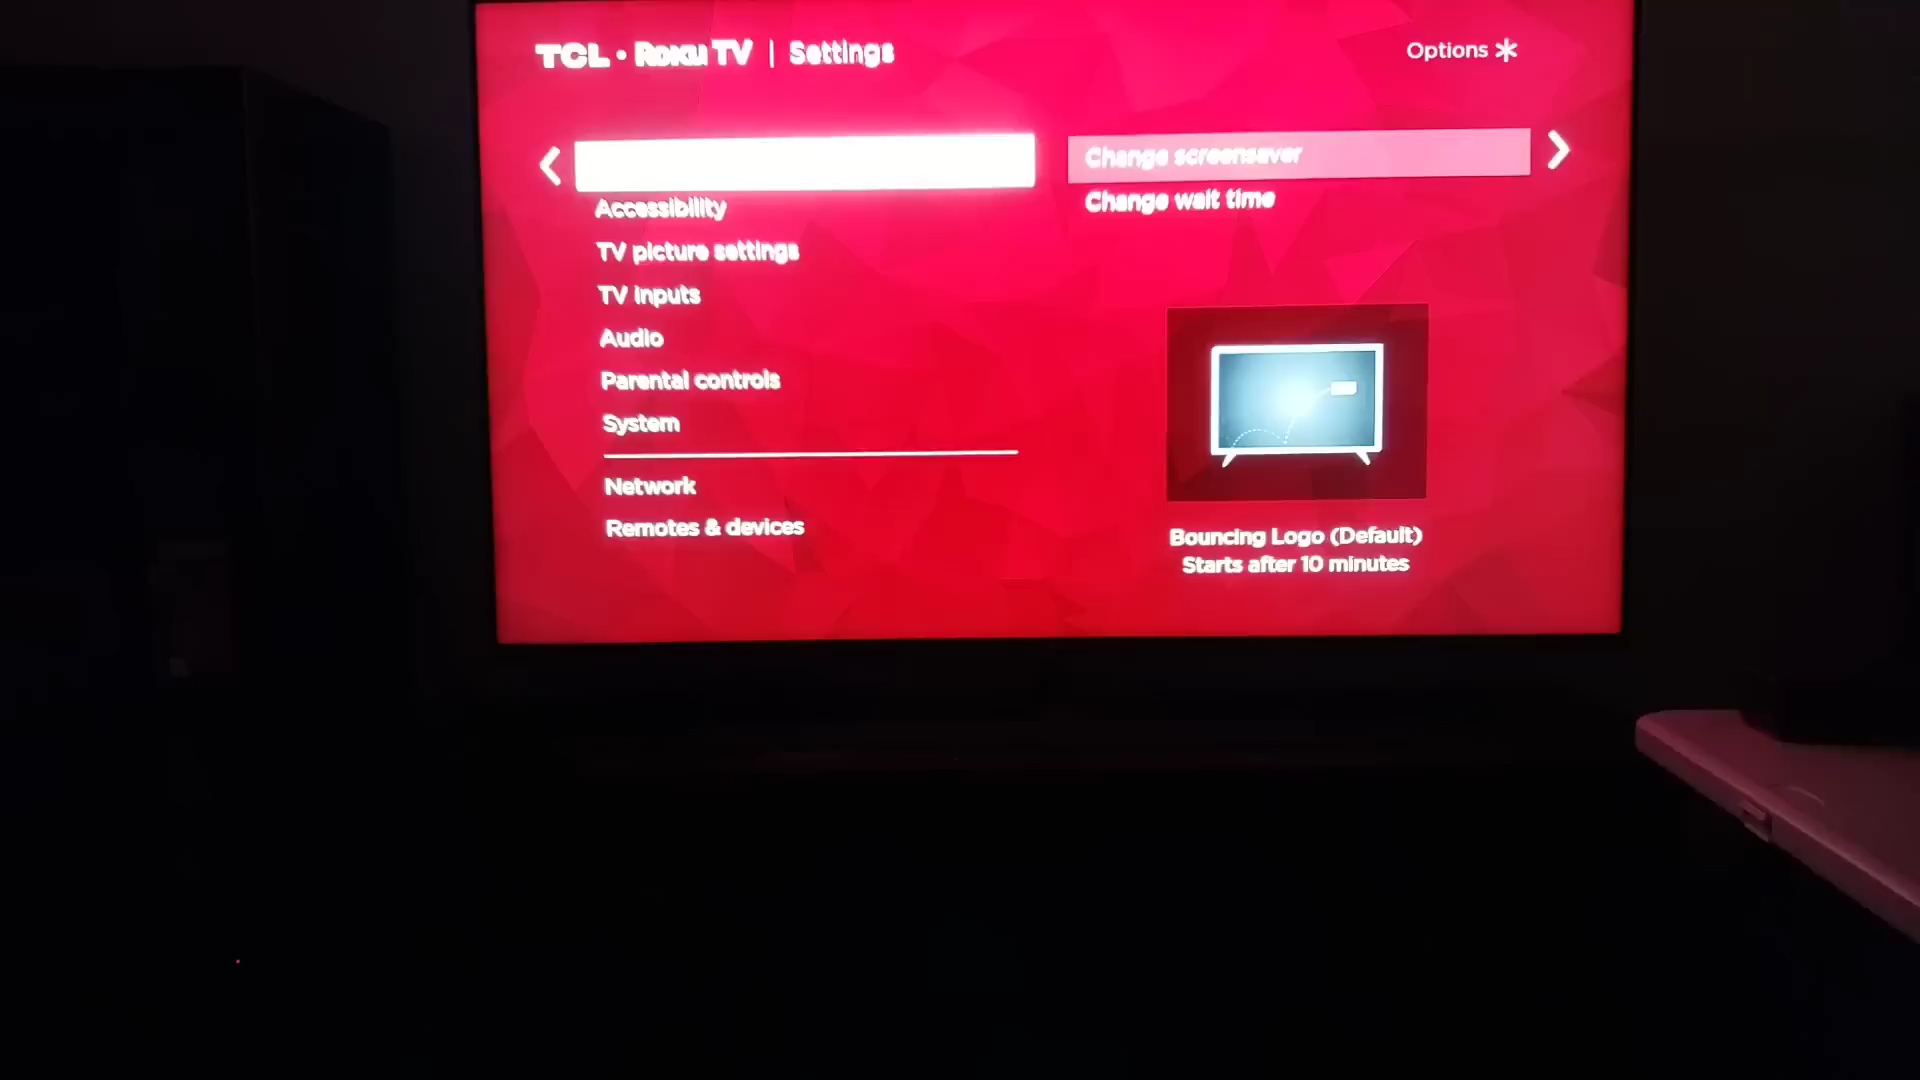 TCL • Roku TV | Settings
Options
Change screensaver
Accessibility
Change wait time
TV picture settings
TV inputs
Audio
Parental controls
System
Network
Remotes & devices
Bouncing Logo (Default)
Starts after 10 minutes